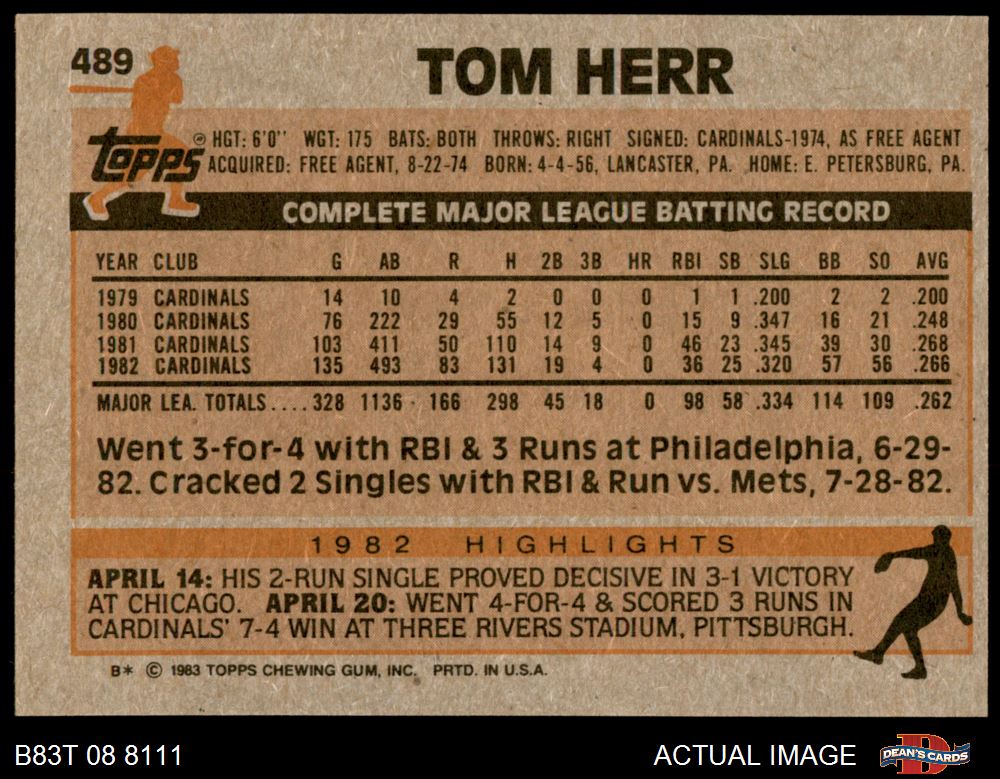 489 TOM HERR
topps ® HGT: 6'0'' WGT: 175 BATS: BOTH THROWS: RIGHT SIGNED: CARDINALS-1974, AS FREE AGENT
ACQUIRED: FREE AGENT, 8-22-74 BORN: 4-4-56, LANCASTER, PA. HOME: E. PETERSBURG, PA.
COMPLETE MAJOR LEAGUE BATTING RECORD
YEAR CLUB G AB R H 2B 3B HR RBI SB SLG BB SO AVG
1979 CARDINALS 14 10 4 2 0 0 0 1 1 .200 2 2 .200
1980 CARDINALS 76 222 29 55 12 5 0 15 9 .347 16 21 .248
1981 CARDINALS 103 411 50 110 14 9 0 46 23 .345 39 30 .268
1982 CARDINALS 135 493 83 131 19 4 0 36 25 .320 57 56 .266
MAJOR LEA. TOTALS.... 328 1136 166 298 45 18 0 98 58 .334 114 109 .262
Went 3-for-4 with RBI & 3 Runs at Philadelphia, 6-29-
82. Cracked 2 Singles with RBI & Run vs. Mets, 7-28-82.
1982 HIGHLIGHTS
APRIL 14: HIS 2-RUN SINGLE PROVED DECISIVE IN 3-1 VICTORY
AT CHICAGO. APRIL 20: WENT 4-FOR-4 & SCORED 3 RUNS IN
CARDINALS' 7-4 WIN AT THREE RIVERS STADIUM, PITTSBURGH.
B* © 1983 TOPPS CHEWING GUM, INC. PRTD. IN U.S.A.
B83T 08 8111 ACTUAL IMAGE D DEAN'S CARDS